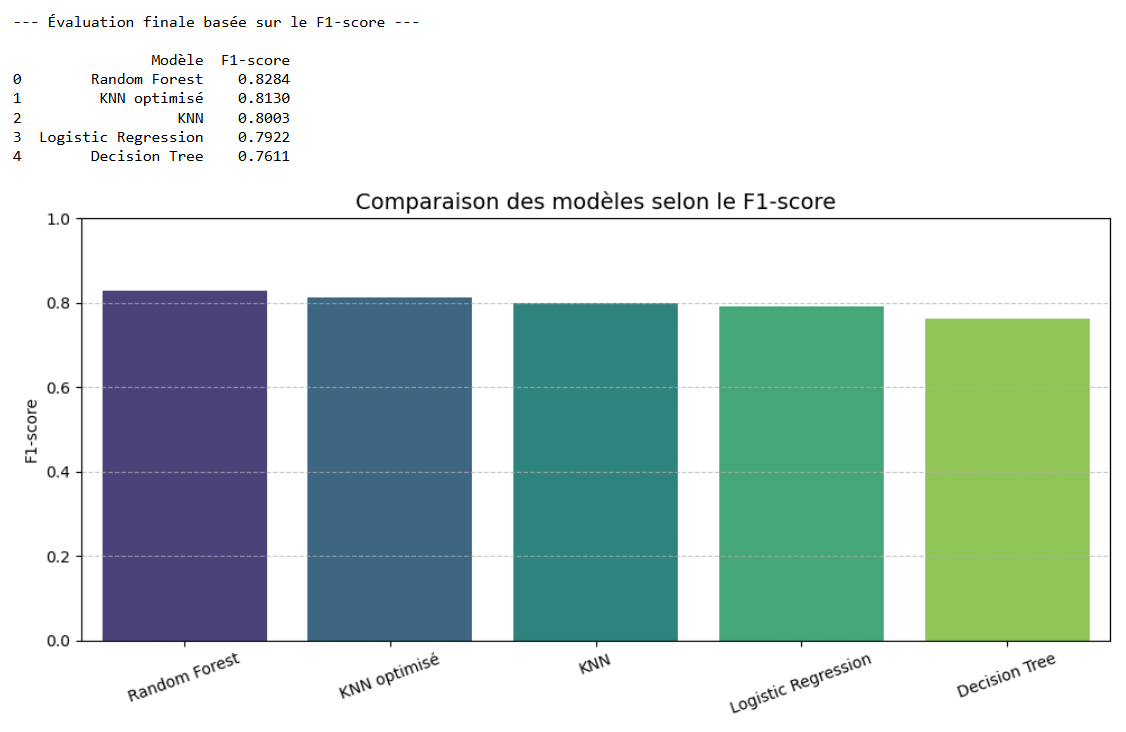 --- Évaluation finale basée sur le F1-score ---
Modèle F1-score
0 Random Forest 0.8284
1 KNN optimisé 0.8130
2 KNN 0.8003
3 Logistic Regression 0.7922
4 Decision Tree 0.7611
Comparaison des modèles selon le F1-score
1.0
0.8
0.6
0.4
0.2
0.0
F1-score
Random Forest
KNN optimisé
KNN
Logistic Regression
Decision Tree